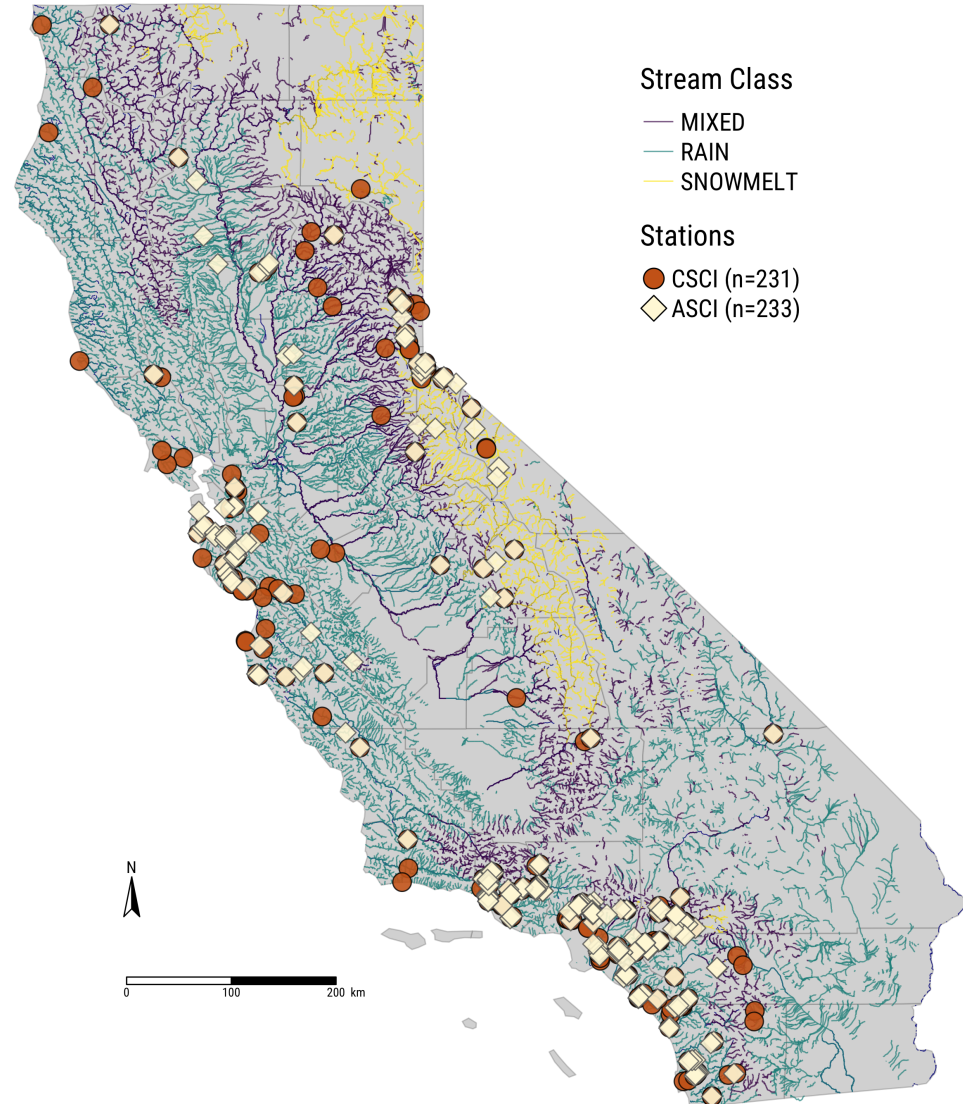 Stream Class
MIXED
RAIN
SNOWMELT
Stations
CSCI (n=231)
ASCI (n=233)
N
0 100 200 km